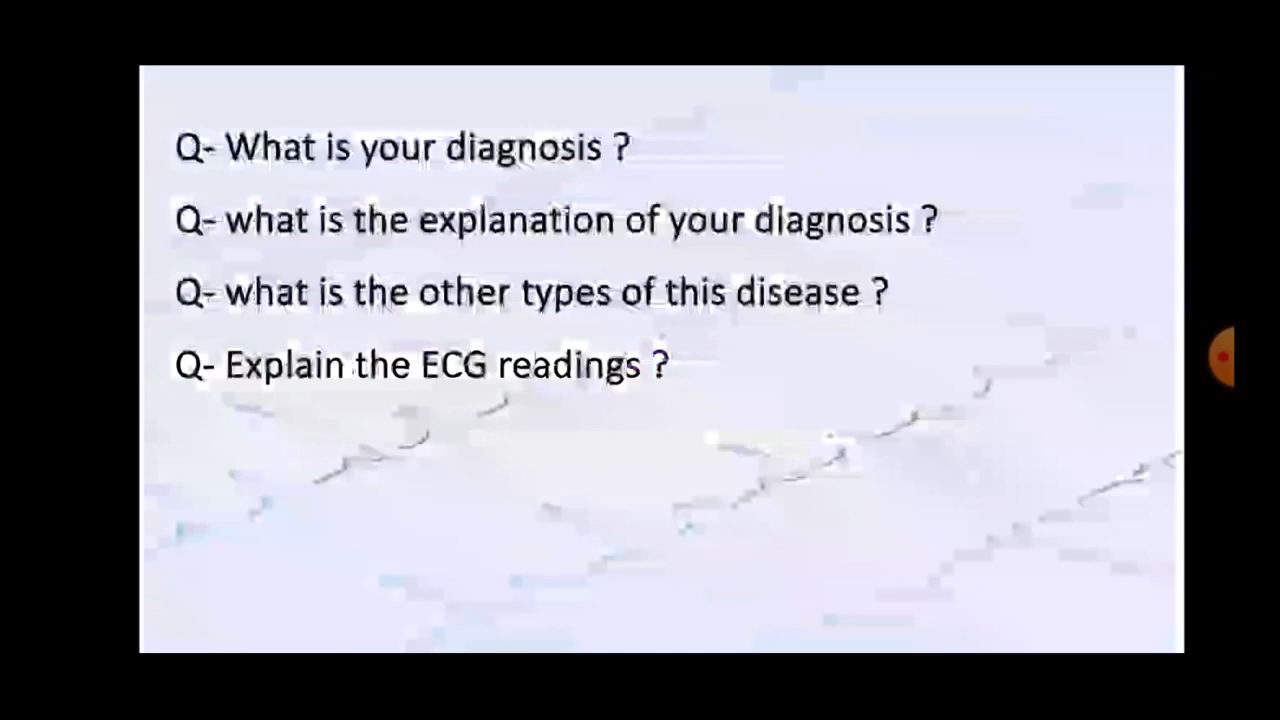 Q- What is your diagnosis ?
Q- what is the explanation of your diagnosis ?
Q- what is the other types of this disease ?
Q- Explain the ECG readings ?